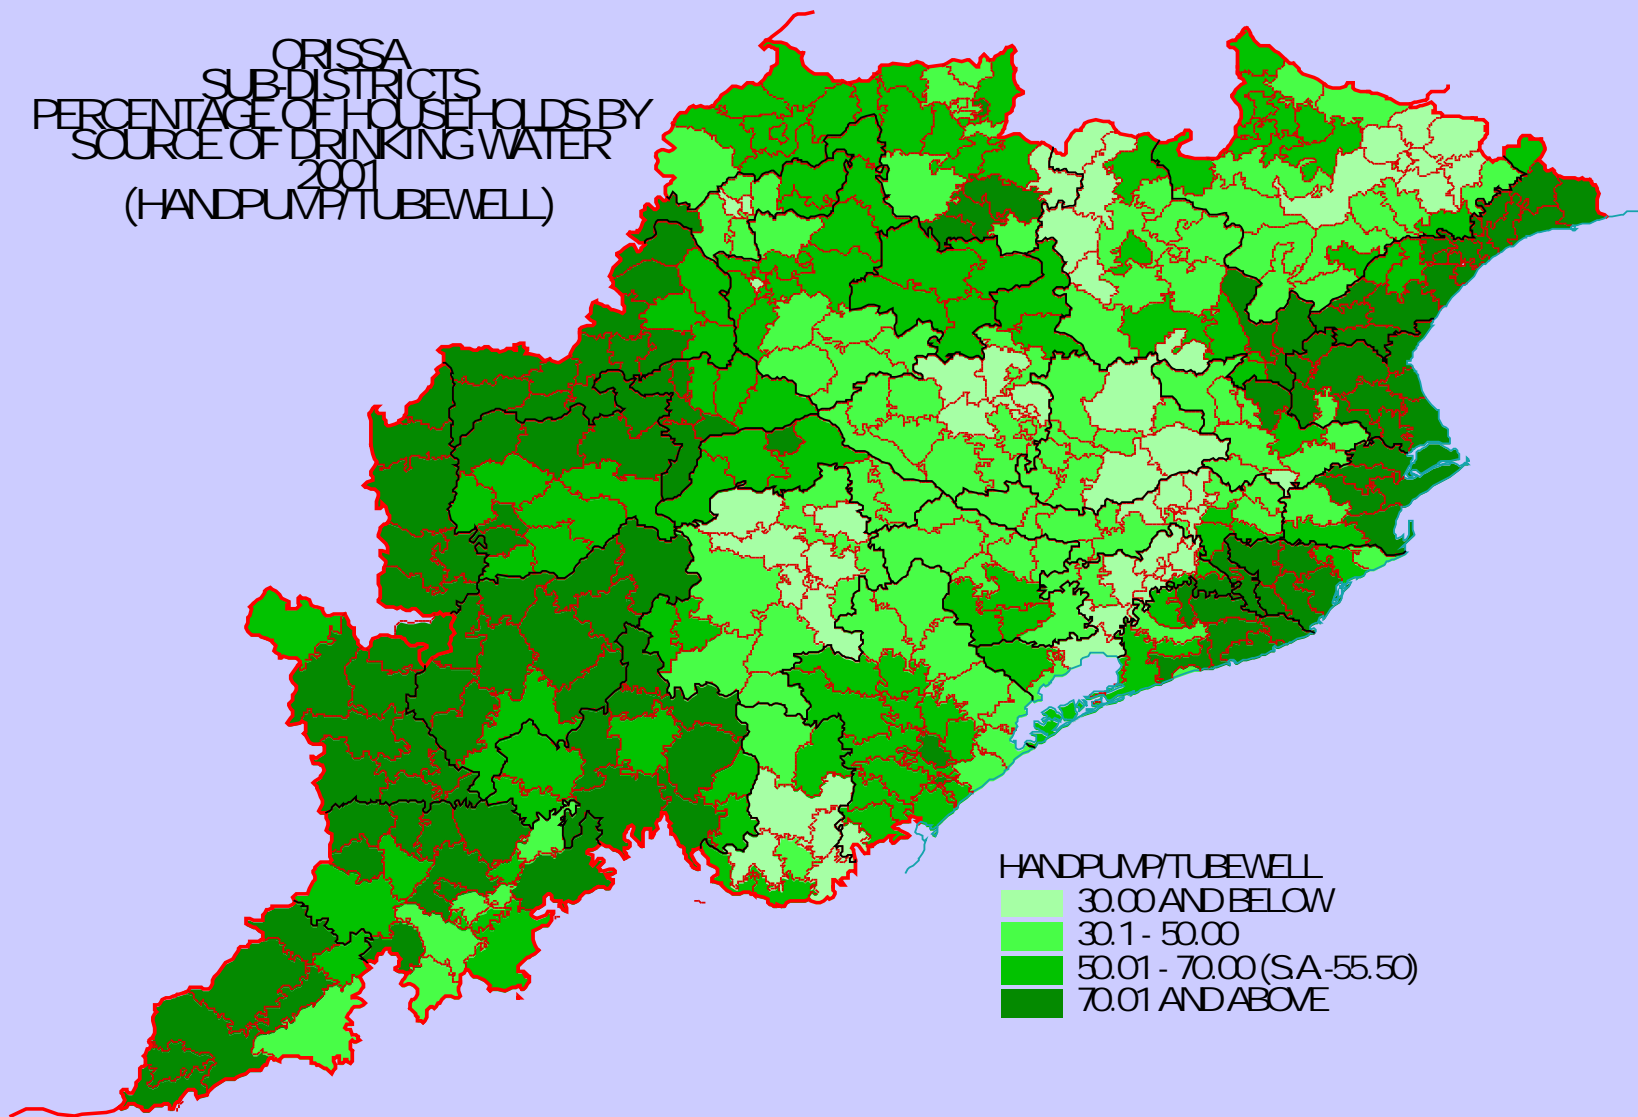 ORISSA
SUB-DISTRICTS
PERCENTAGE OF HOUSEHOLDS BY
SOURCE OF DRINKING WATER
2001
(HANDPUMP/TUBEWELL)
HANDPUMP/TUBEWELL
30.00 AND BELOW
30.1 - 50.00
50.01 - 70.00 (S.A.-55.50)
70.01 AND ABOVE